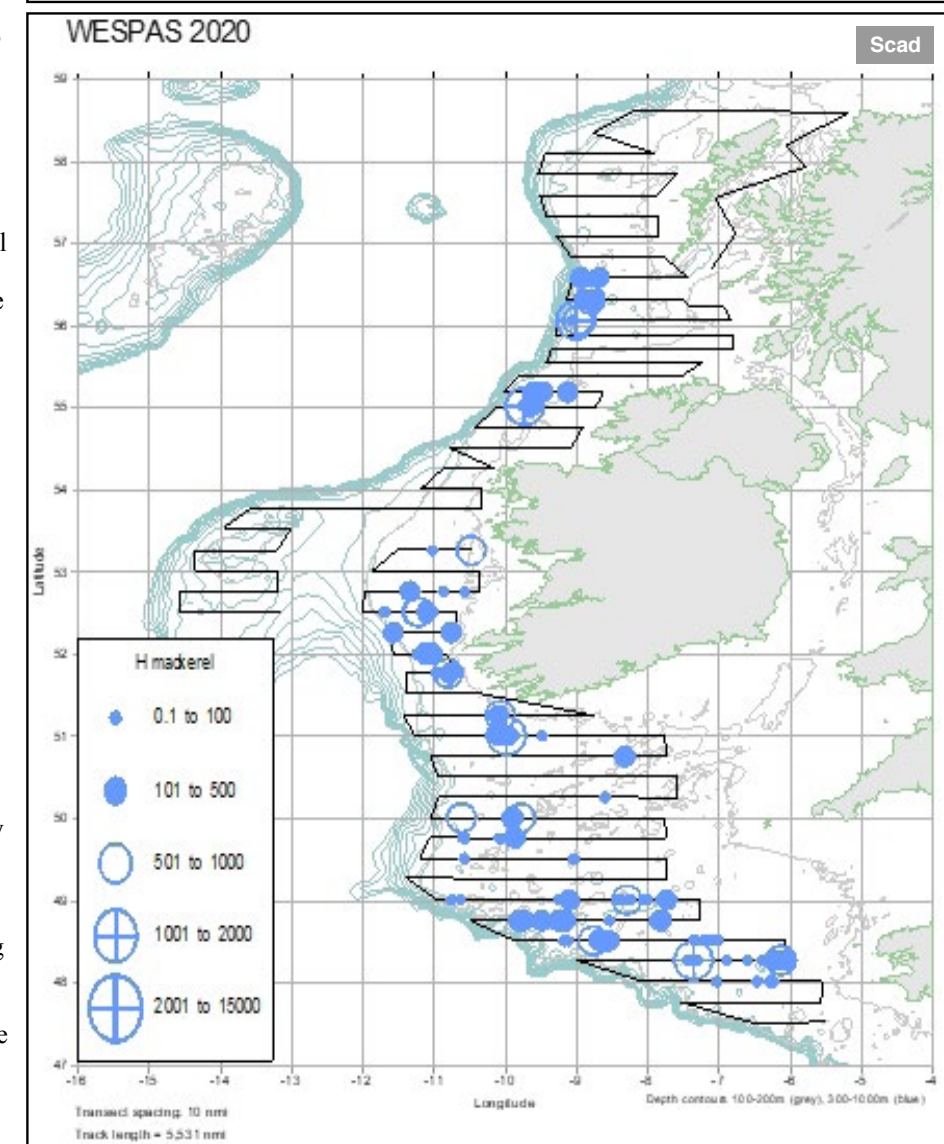 WESPAS 2020
Scad
59
58
57
56
55
54
53
52
51
50
49
48
47
Latitude
H mackerel
0.1 to 100
101 to 500
501 to 1000
1001 to 2000
2001 to 15000
-16 -15 -14 -13 -12 -11 -10 -9 -8 -7 -6 -5 -4
Longitude
Depth contours 100-200m (grey), 300-1000m (blue)
Transect spacing: 10 nmi
Track length = 5,531 nmi
l
e
y
g
e